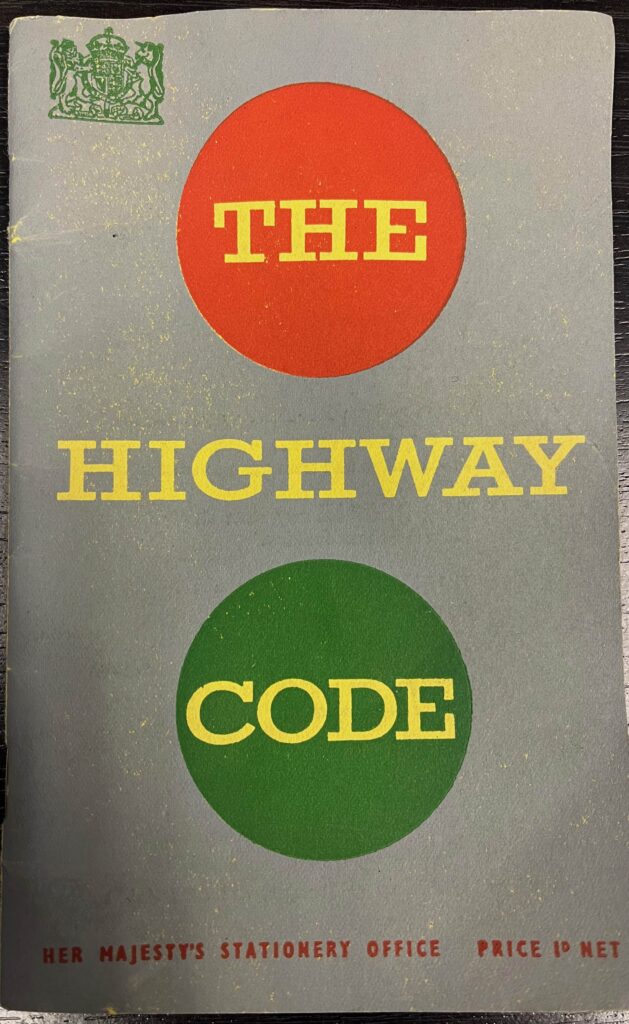 THE
HIGHWAY
CODE
HER MAJESTY'S STATIONERY OFFICE PRICE 1ᴰ NET